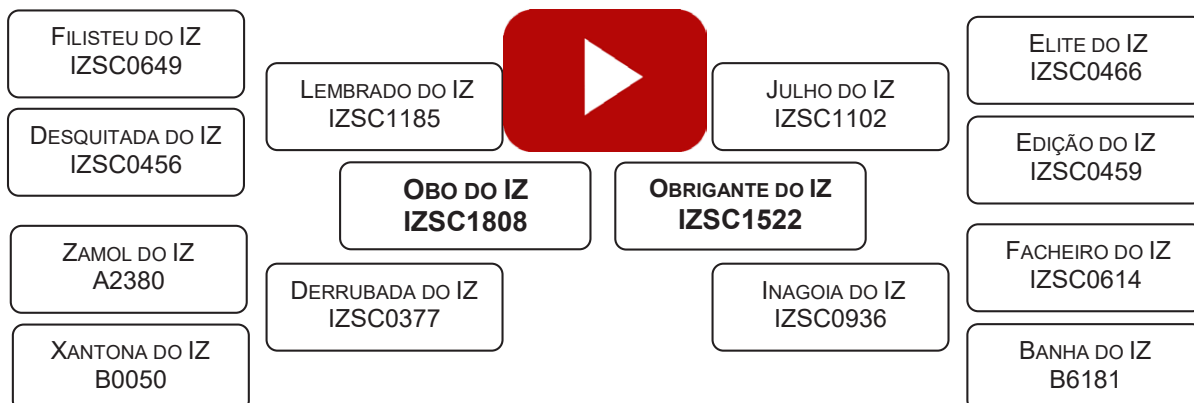 FILISTEU DO IZ
IZSC0649
DESQUITADA DO IZ
IZSC0456
ZAMOL DO IZ
A2380
XANTONA DO IZ
B0050
LEMBRADO DO IZ
IZSC1185
DERRUBADA DO IZ
IZSC0377
OBO DO IZ
IZSC1808
OBRIGANTE DO IZ
IZSC1522
JULHO DO IZ
IZSC1102
INAGOIA DO IZ
IZSC0936
ELITE DO IZ
IZSC0466
EDIÇÃO DO IZ
IZSC0459
FACHEIRO DO IZ
IZSC0614
BANHA DO IZ
B6181